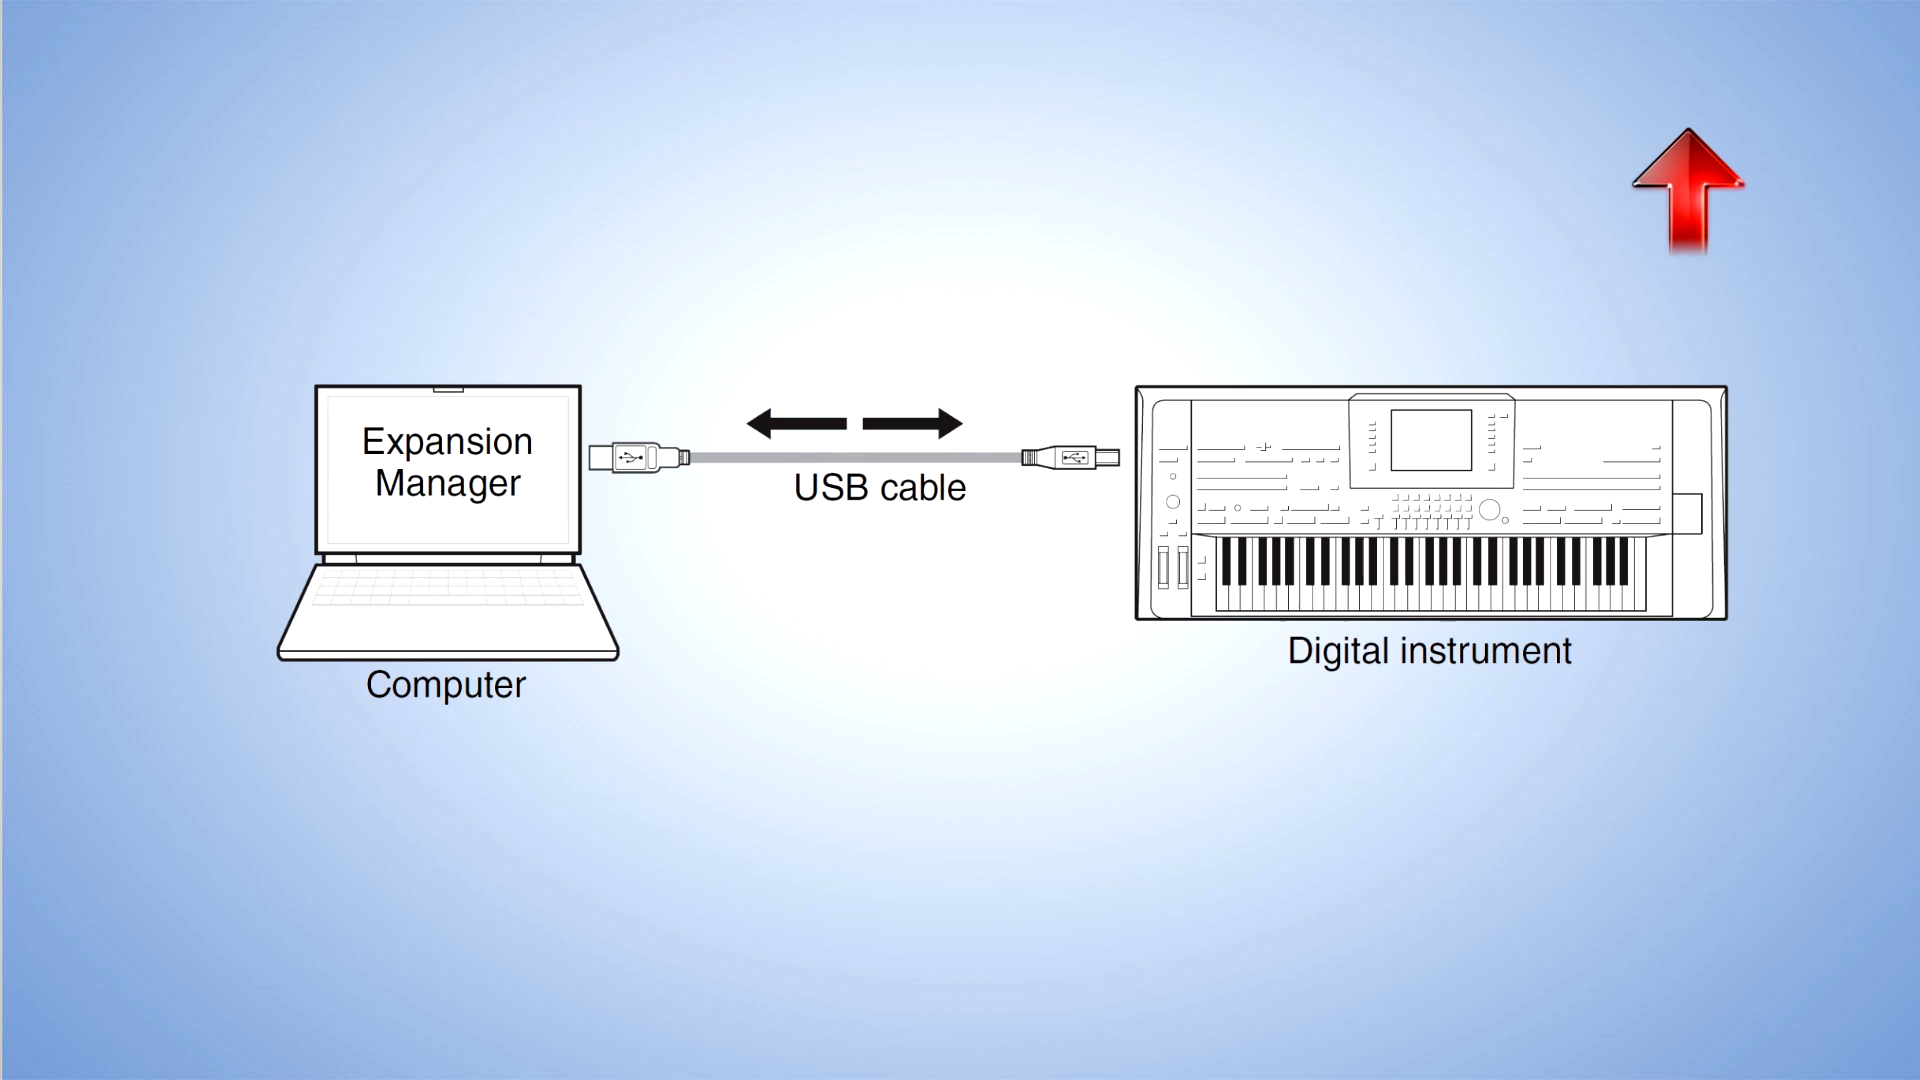 Expansion
Manager
USB cable
Digital instrument
Computer